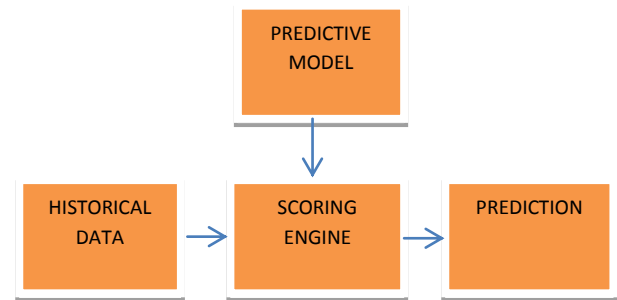 PREDICTIVE
MODEL
HISTORICAL
DATA
SCORING
ENGINE
PREDICTION